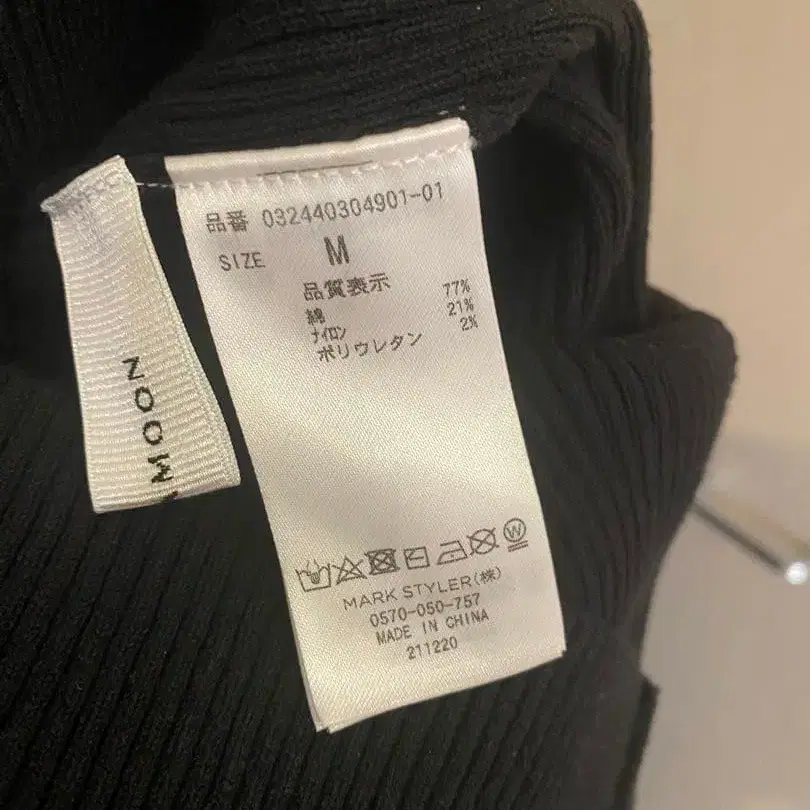 品番 032440304901-01
SIZE M
品質表示
綿 77%
ナイロン 21%
ポリウレタン 2%
W
MARK STYLER(株)
0570-050-757
MADE IN CHINA
211220
MOON